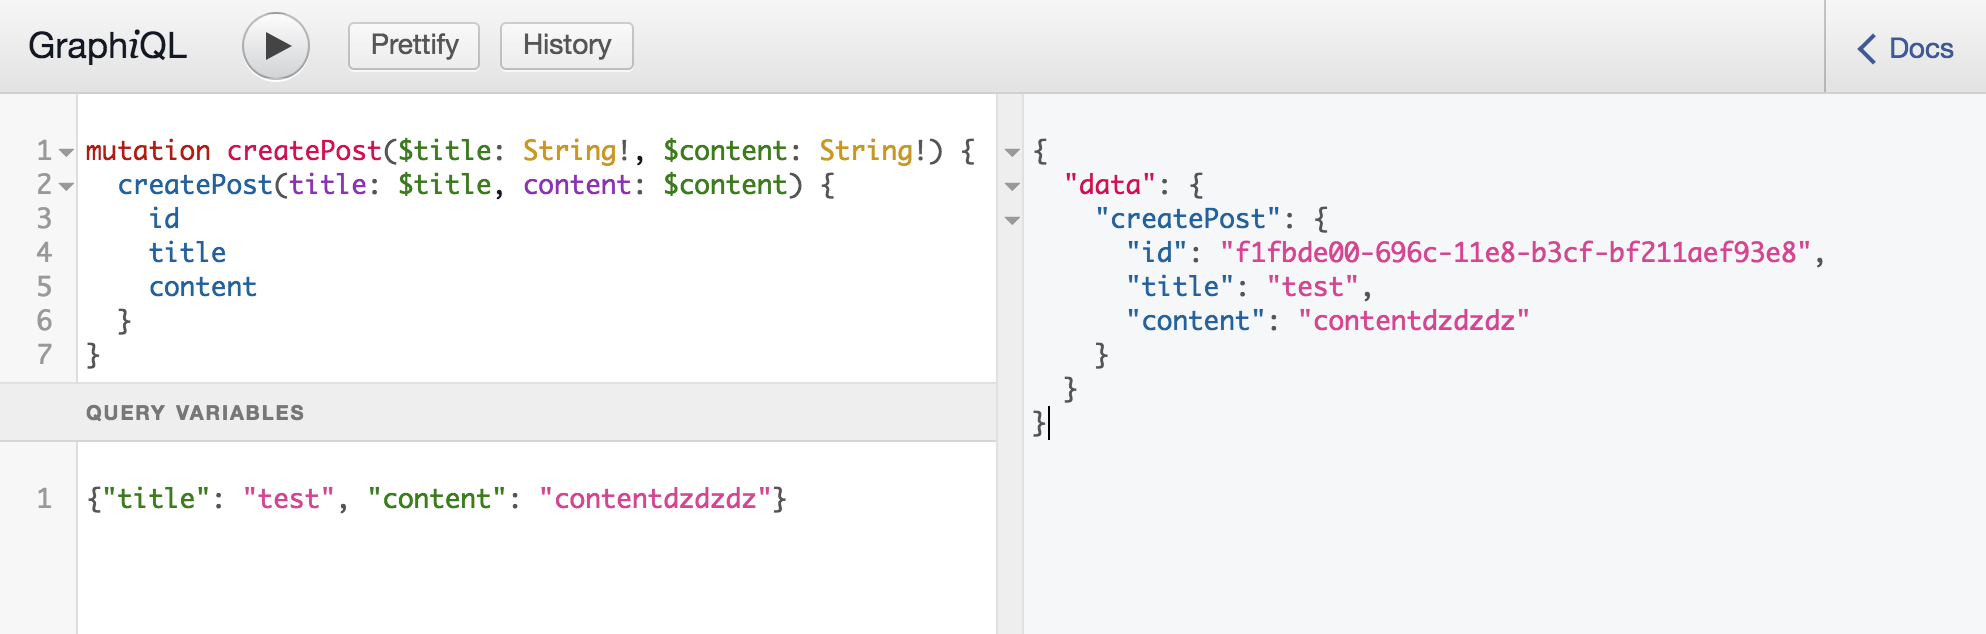 GraphiQL
Prettify
History
Docs
1 mutation createPost($title: String!, $content: String!) {
2   createPost(title: $title, content: $content) {
3     id
4     title
5     content
6   }
7 }
QUERY VARIABLES
1 {"title": "test", "content": "contentdzdzdz"}
{
  "data": {
    "createPost": {
      "id": "f1fbde00-696c-11e8-b3cf-bf211aef93e8",
      "title": "test",
      "content": "contentdzdzdz"
    }
  }
}